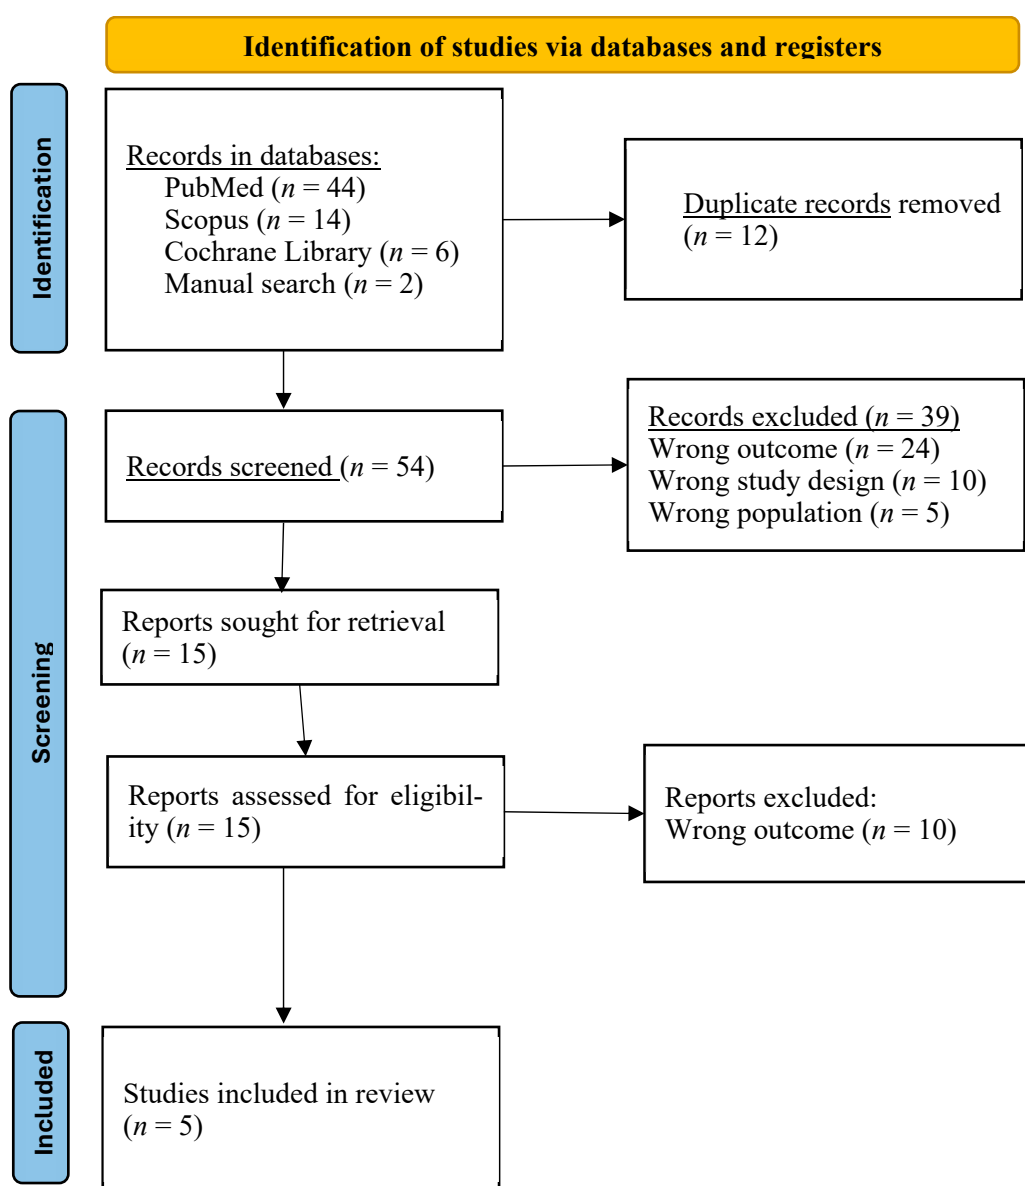 Identification of studies via databases and registers
Identification
Records in databases:
PubMed (n = 44)
Scopus (n = 14)
Cochrane Library (n = 6)
Manual search (n = 2)
Duplicate records removed
(n = 12)
Screening
Records screened (n = 54)
Records excluded (n = 39)
Wrong outcome (n = 24)
Wrong study design (n = 10)
Wrong population (n = 5)
Reports sought for retrieval
(n = 15)
Reports assessed for eligibil-
ity (n = 15)
Reports excluded:
Wrong outcome (n = 10)
Included
Studies included in review
(n = 5)